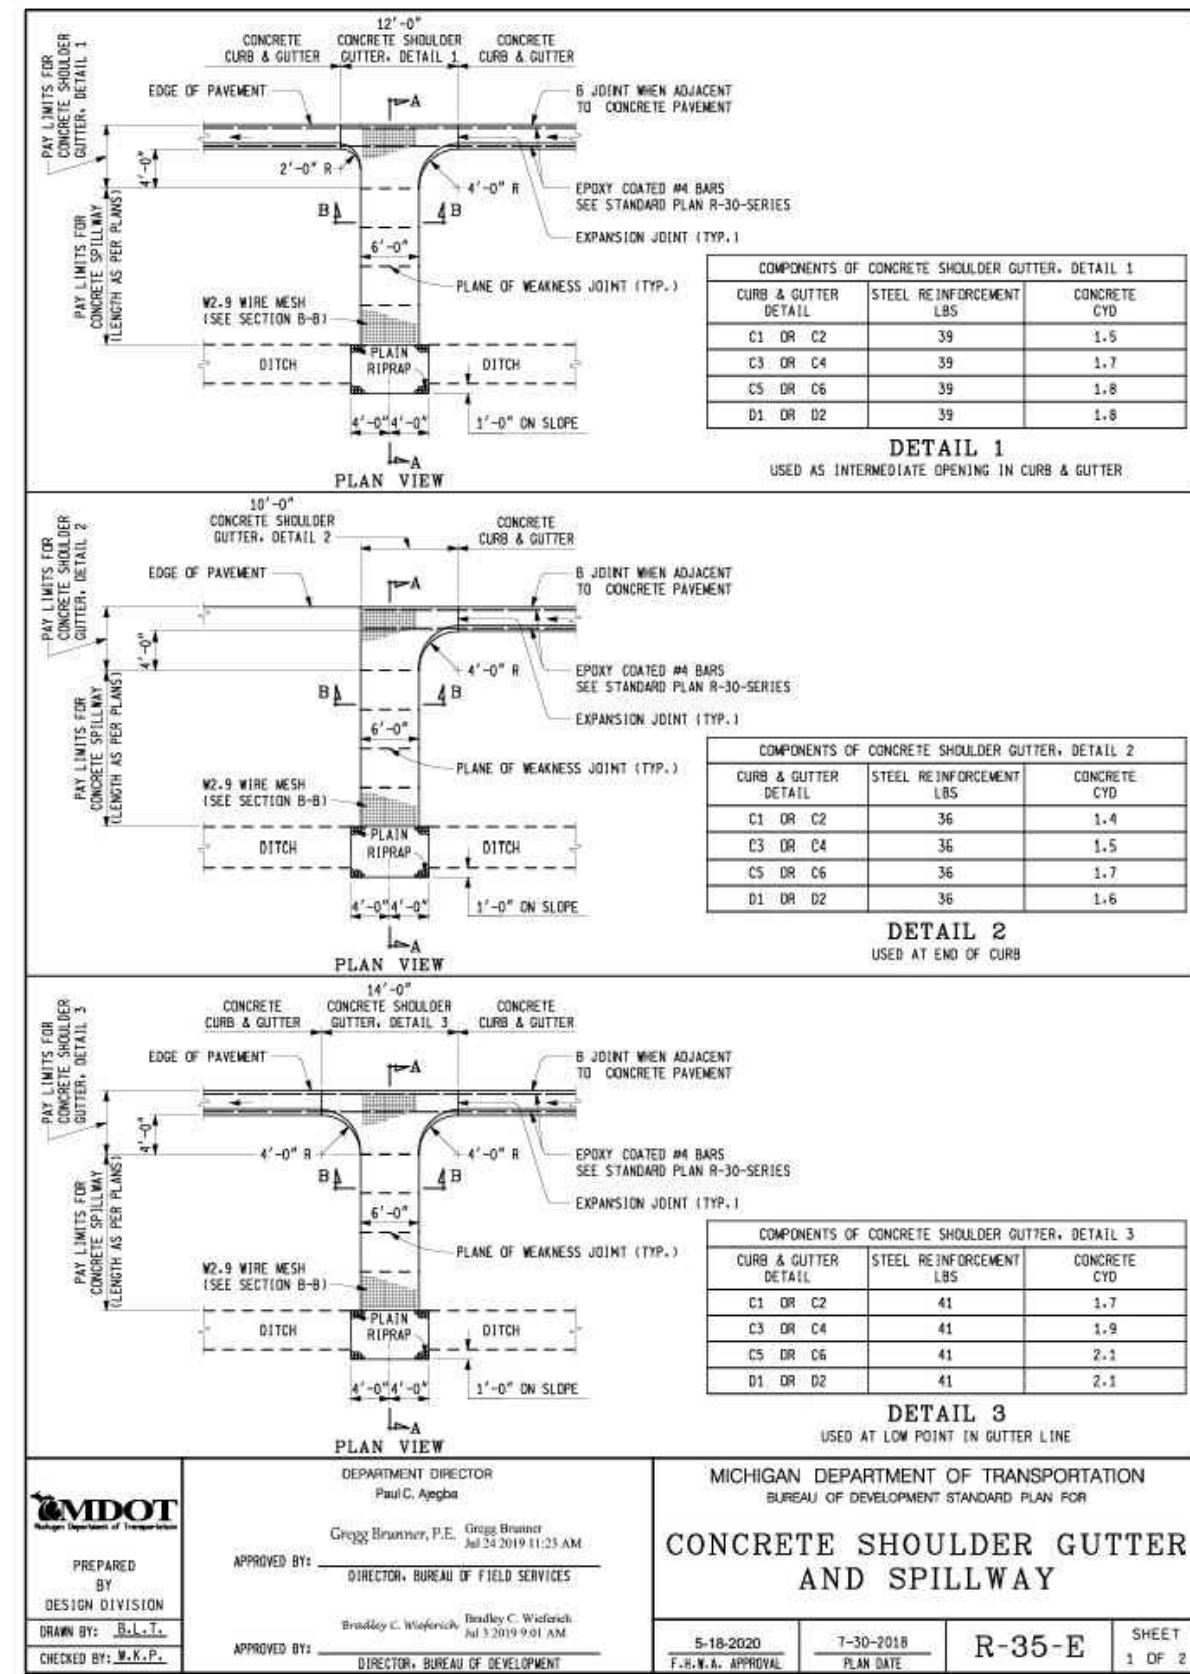 PAY LIMITS FOR
CONCRETE SHOULDER
GUTTER, DETAIL 1
12'-0"
CONCRETE
CURB & GUTTER
CONCRETE SHOULDER
GUTTER, DETAIL 1
CONCRETE
CURB & GUTTER
EDGE OF PAVEMENT
A
B JOINT WHEN ADJACENT
TO CONCRETE PAVEMENT
4'-0"
2'-0" R
4'-0" R
EPOXY COATED #4 BARS
SEE STANDARD PLAN R-30-SERIES
B
B
EXPANSION JOINT (TYP.)
PAY LIMITS FOR
CONCRETE SPILLWAY
(LENGTH AS PER PLANS)
6'-0"
PLANE OF WEAKNESS JOINT (TYP.)
W2.9 WIRE MESH
(SEE SECTION B-B)
DITCH
PLAIN
RIPRAP
DITCH
4'-0" 4'-0"
1'-0" ON SLOPE
A
PLAN VIEW
COMPONENTS OF CONCRETE SHOULDER GUTTER, DETAIL 1
CURB & GUTTER
DETAIL
STEEL REINFORCEMENT
LBS
CONCRETE
CYD
C1 OR C2 39 1.5
C3 OR C4 39 1.7
C5 OR C6 39 1.8
D1 OR D2 39 1.8
DETAIL 1
USED AS INTERMEDIATE OPENING IN CURB & GUTTER
PAY LIMITS FOR
CONCRETE SHOULDER
GUTTER, DETAIL 2
10'-0"
CONCRETE SHOULDER
GUTTER, DETAIL 2
CONCRETE
CURB & GUTTER
EDGE OF PAVEMENT
A
B JOINT WHEN ADJACENT
TO CONCRETE PAVEMENT
4'-0"
4'-0" R
EPOXY COATED #4 BARS
SEE STANDARD PLAN R-30-SERIES
B
B
EXPANSION JOINT (TYP.)
PAY LIMITS FOR
CONCRETE SPILLWAY
(LENGTH AS PER PLANS)
6'-0"
PLANE OF WEAKNESS JOINT (TYP.)
W2.9 WIRE MESH
(SEE SECTION B-B)
DITCH
PLAIN
RIPRAP
DITCH
4'-0" 4'-0"
1'-0" ON SLOPE
A
PLAN VIEW
COMPONENTS OF CONCRETE SHOULDER GUTTER, DETAIL 2
CURB & GUTTER
DETAIL
STEEL REINFORCEMENT
LBS
CONCRETE
CYD
C1 OR C2 36 1.4
C3 OR C4 36 1.5
C5 OR C6 36 1.7
D1 OR D2 36 1.6
DETAIL 2
USED AT END OF CURB
PAY LIMITS FOR
CONCRETE SHOULDER
GUTTER, DETAIL 3
14'-0"
CONCRETE
CURB & GUTTER
CONCRETE SHOULDER
GUTTER, DETAIL 3
CONCRETE
CURB & GUTTER
EDGE OF PAVEMENT
A
B JOINT WHEN ADJACENT
TO CONCRETE PAVEMENT
4'-0"
4'-0" R
4'-0" R
EPOXY COATED #4 BARS
SEE STANDARD PLAN R-30-SERIES
B
B
EXPANSION JOINT (TYP.)
PAY LIMITS FOR
CONCRETE SPILLWAY
(LENGTH AS PER PLANS)
6'-0"
PLANE OF WEAKNESS JOINT (TYP.)
W2.9 WIRE MESH
(SEE SECTION B-B)
DITCH
PLAIN
RIPRAP
DITCH
4'-0" 4'-0"
1'-0" ON SLOPE
A
PLAN VIEW
COMPONENTS OF CONCRETE SHOULDER GUTTER, DETAIL 3
CURB & GUTTER
DETAIL
STEEL REINFORCEMENT
LBS
CONCRETE
CYD
C1 OR C2 41 1.7
C3 OR C4 41 1.9
C5 OR C6 41 2.1
D1 OR D2 41 2.1
DETAIL 3
USED AT LOW POINT IN GUTTER LINE
MDOT
Michigan Department of Transportation
PREPARED
BY
DESIGN DIVISION
DRAWN BY: B.L.T.
CHECKED BY: W.K.P.
DEPARTMENT DIRECTOR
Paul C. Ajegba
Gregg Brunner, P.E. Gregg Brunner
Jul 24 2019 11:23 AM
APPROVED BY:
DIRECTOR, BUREAU OF FIELD SERVICES
Bradley C. Wieferich Bradley C. Wieferich
Jul 3 2019 9:01 AM
APPROVED BY:
DIRECTOR, BUREAU OF DEVELOPMENT
MICHIGAN DEPARTMENT OF TRANSPORTATION
BUREAU OF DEVELOPMENT STANDARD PLAN FOR
CONCRETE SHOULDER GUTTER
AND SPILLWAY
5-18-2020
F.H.W.A. APPROVAL
7-30-2018
PLAN DATE
R-35-E
SHEET
1 OF 2